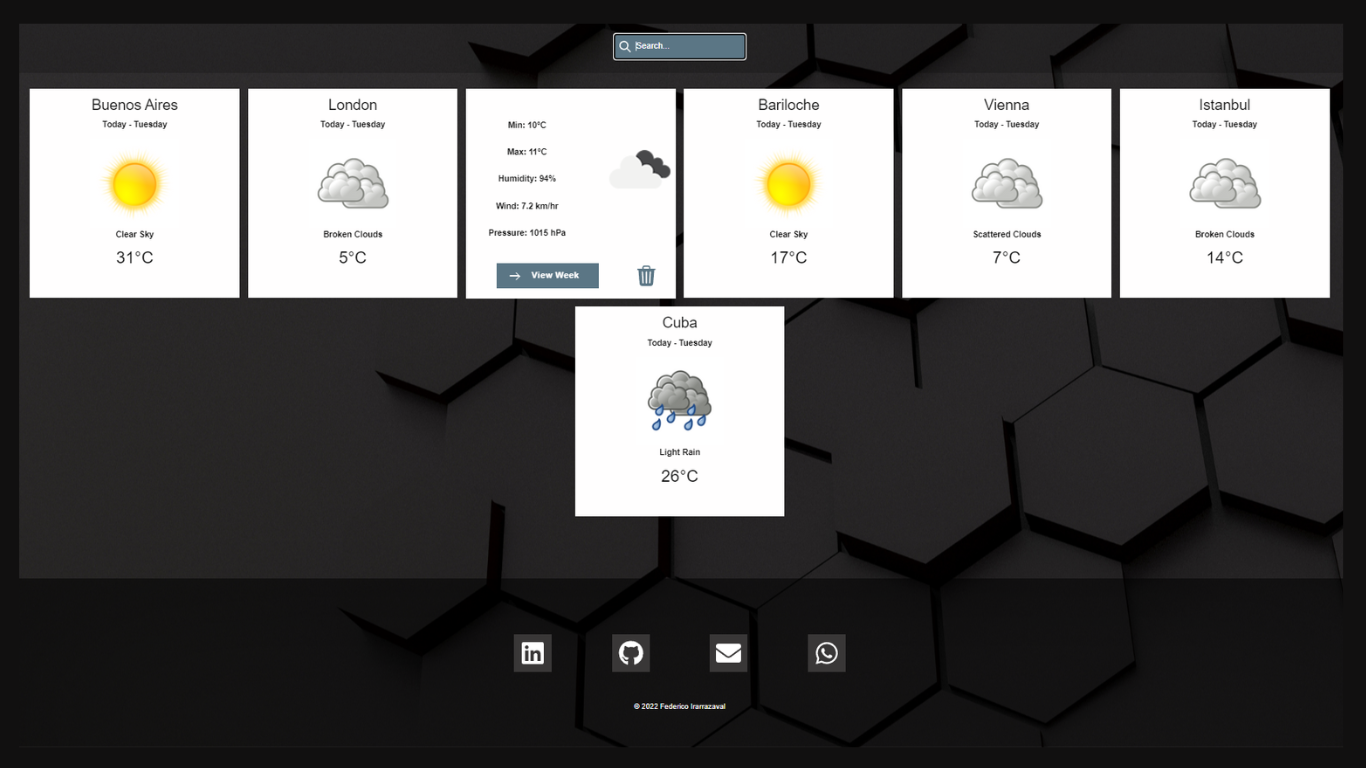 Search...
Buenos Aires
Today - Tuesday
Clear Sky
31°C
London
Today - Tuesday
Broken Clouds
5°C
Min: 10°C
Max: 11°C
Humidity: 94%
Wind: 7.2 km/hr
Pressure: 1015 hPa
View Week
Bariloche
Today - Tuesday
Clear Sky
17°C
Vienna
Today - Tuesday
Scattered Clouds
7°C
Istanbul
Today - Tuesday
Broken Clouds
14°C
Cuba
Today - Tuesday
Light Rain
26°C
in
© 2022 Federico Irarrazaval